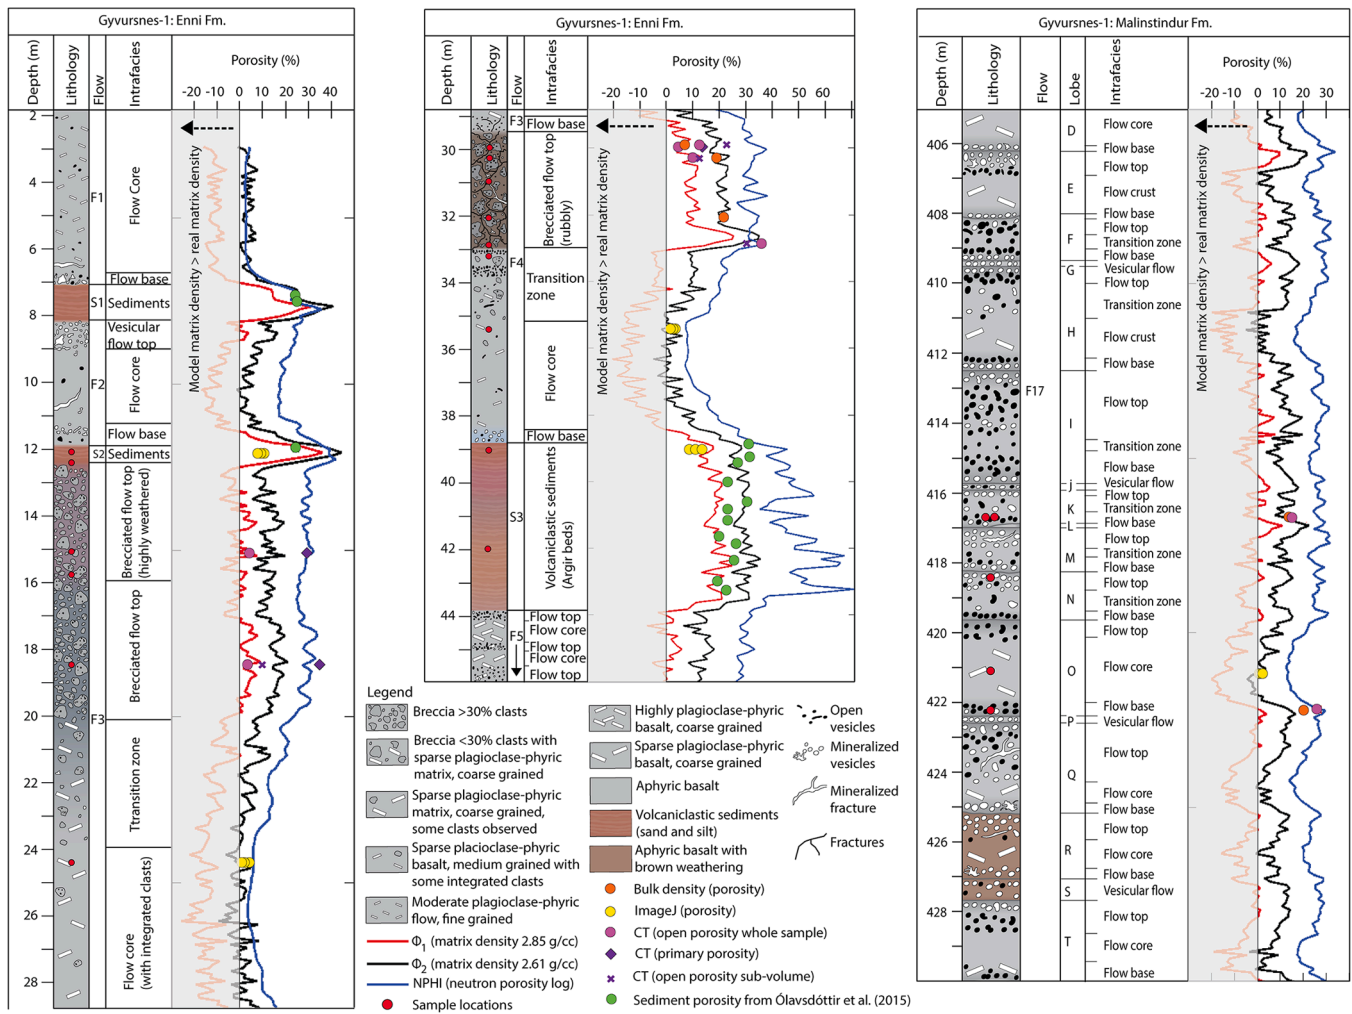 Gyvursnes-1: Enni Fm.
Depth (m)
Lithology
Flow
Intrafacies
Porosity (%)
-20 -10 0 10 20 30 40
Model matrix density > real matrix density
2
4
6
8
10
12
14
16
18
20
22
24
26
28
F1
S1
F2
S2
F3
Flow Core
Flow base
Sediments
Vesicular
flow top
Flow core
Flow base
Sediments
Brecciated flow top
(highly weathered)
Brecciated flow top
Ttransition zone
Flow core
(with integrated clasts)
Gyvursnes-1: Enni Fm.
Depth (m)
Lithology
Flow
Intrafacies
Porosity (%)
-20 -10 0 10 20 30 40 50 60
Model matrix density > real matrix density
30
32
34
36
38
40
42
44
F3
F4
S3
F5
Flow base
Brecciated flow top
(rubbly)
Transition
zone
Flow core
Flow base
Volcaniclastic sediments
(Argir beds)
Flow top
Flow core
Flow top
Flow core
Flow top
Gyvursnes-1: Malinstindur Fm.
Depth (m)
Lithology
Flow
Lobe
Intrafacies
Porosity (%)
-20 -10 0 10 20 30
Model matrix density > real matrix density
406
408
410
412
414
416
418
420
422
424
426
428
F17
D
E
F
G
H
I
j
K
L
M
N
O
P
Q
R
S
T
Flow core
Flow base
Flow top
Flow crust
Flow base
Flow top
Transition zone
Flow base
Vesicular flow
Flow top
Transition zone
Flow crust
Flow base
Flow top
Transition zone
Flow base
Vesicular flow
Flow top
Transition zone
Flow base
Flow top
Transition zone
Flow base
Flow top
Transition zone
Flow base
Flow top
Flow core
Flow base
Vesicular flow
Flow top
Flow core
Flow base
Flow top
Flow core
Flow base
Vesicular flow
Flow top
Flow core
Flow base
Legend
Breccia >30% clasts
Breccia <30% clasts with
sparse plagioclase-phyric
matrix, coarse grained
Sparse plagioclase-phyric
matrix, coarse grained,
some clasts observed
Sparse placioclase-phyric
basalt, medium grained with
some integrated clasts
Moderate plagioclase-phyric
flow, fine grained
Φ1 (matrix density 2.85 g/cc)
Φ2 (matrix density 2.61 g/cc)
NPHI (neutron porosity log)
Sample locations
Highly plagioclase-phyric
basalt, coarse grained
Sparse plagioclase-phyric
basalt, coarse grained
Aphyric basalt
Volcaniclastic sediments
(sand and silt)
Aphyric basalt with
brown weathering
Bulk density (porosity)
ImageJ (porosity)
CT (open porosity whole sample)
CT (primary porosity)
CT (open porosity sub-volume)
Sediment porosity from Ólavsdóttir et al. (2015)
Open
vesicles
Mineralized
vesicles
Mineralized
fracture
Fractures